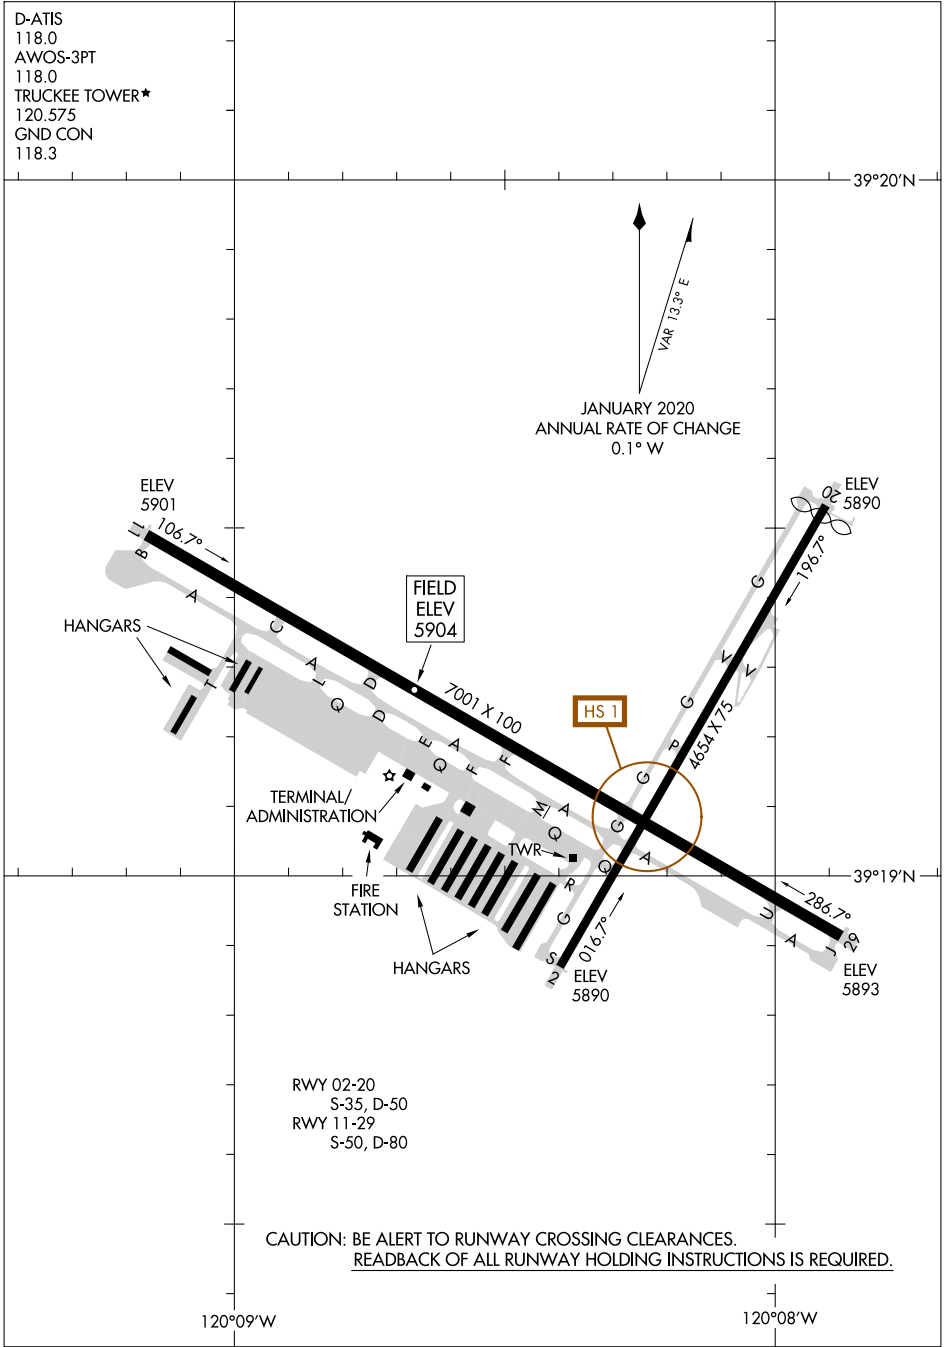 D-ATIS
118.0
AWOS-3PT
118.0
TRUCKEE TOWER★
120.575
GND CON
118.3
39°20'N
VAR 13.3° E
JANUARY 2020
ANNUAL RATE OF CHANGE
0.1° W
ELEV
5901
11
106.7°
B
A
C
A
L
Q
D
D
E
Q
A
F
F
M
Q
A
T
HANGARS
FIELD
ELEV
5904
7001 X 100
20
ELEV
5890
196.7°
G
V
V
G
P
G
4654 X 75
HS 1
G
A
Q
TERMINAL/
ADMINISTRATION
TWR
R
G
S
2
016.7°
ELEV
5890
FIRE
STATION
HANGARS
39°19'N
286.7°
U
A
J
29
ELEV
5893
RWY 02-20
S-35, D-50
RWY 11-29
S-50, D-80
CAUTION: BE ALERT TO RUNWAY CROSSING CLEARANCES.
READBACK OF ALL RUNWAY HOLDING INSTRUCTIONS IS REQUIRED.
120°09'W
120°08'W